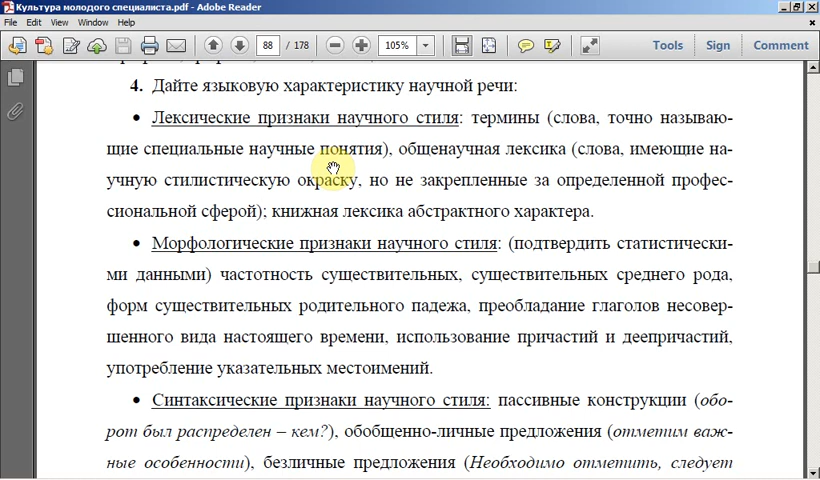 Культура молодого специалиста.pdf - Adobe Reader
File Edit View Window Help
88 / 178 105% Tools Sign Comment
4. Дайте языковую характеристику научной речи:
• Лексические признаки научного стиля: термины (слова, точно называю-
щие специальные научные понятия), общенаучная лексика (слова, имеющие на-
учную стилистическую окраску, но не закрепленные за определенной профес-
сиональной сферой); книжная лексика абстрактного характера.
• Морфологические признаки научного стиля: (подтвердить статистически-
ми данными) частотность существительных, существительных среднего рода,
форм существительных родительного падежа, преобладание глаголов несовер-
шенного вида настоящего времени, использование причастий и деепричастий,
употребление указательных местоимений.
• Синтаксические признаки научного стиля: пассивные конструкции (обо-
рот был распределен – кем?), обобщенно-личные предложения (отметим важ-
ные особенности), безличные предложения (Необходимо отметить, следует